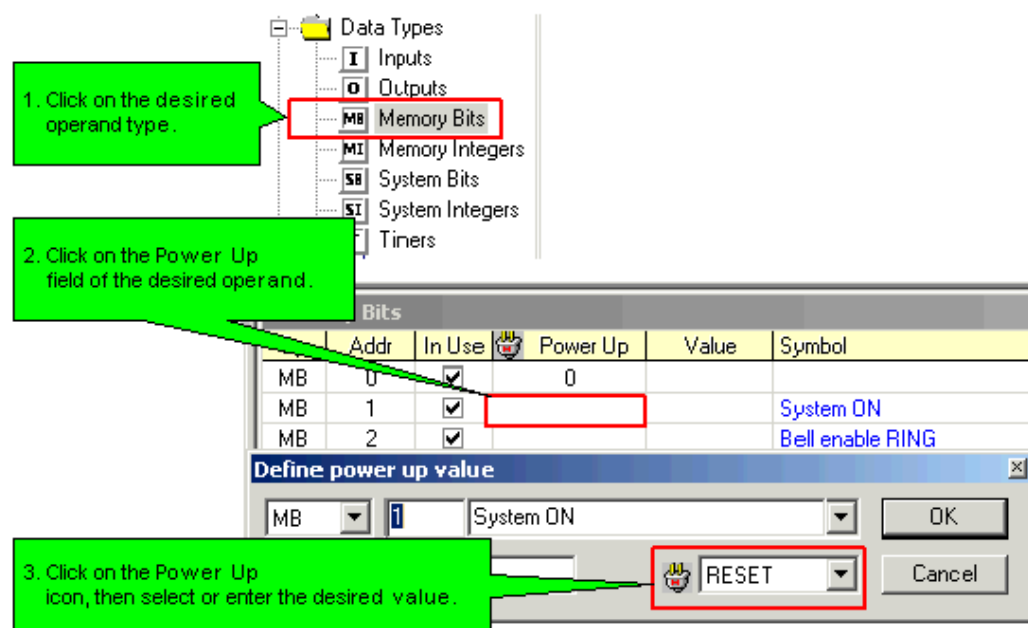 Data Types
I Inputs
O Outputs
1. Click on the desired
operand type.
MB Memory Bits
MI Memory Integers
SB System Bits
SI System Integers
Timers
2. Click on the Power Up
field of the desired operand.
Bits
Addr In Use Power Up Value Symbol
MB 0 0
MB 1 System ON
MB 2 Bell enable RING
Define power up value
MB 1 System ON OK
3. Click on the Power Up
icon, then select or enter the desired value.
RESET Cancel